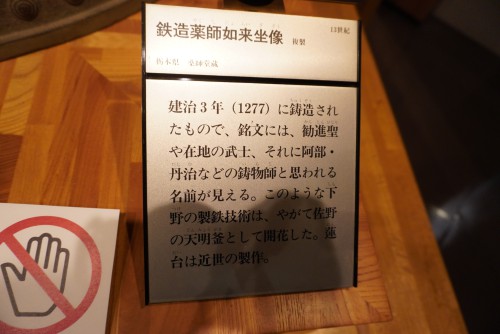 鉄造薬師如来坐像 複製 13世紀
栃木県 薬師堂蔵
建治3年(1277)に鋳造され
たもので、銘文には、勧進聖
や在地の武士、それに阿部・
丹治などの鋳物師と思われる
名前が見える。このような下
野の製鉄技術は、やがて佐野
の天明釜として開花した。蓮
台は近世の製作。